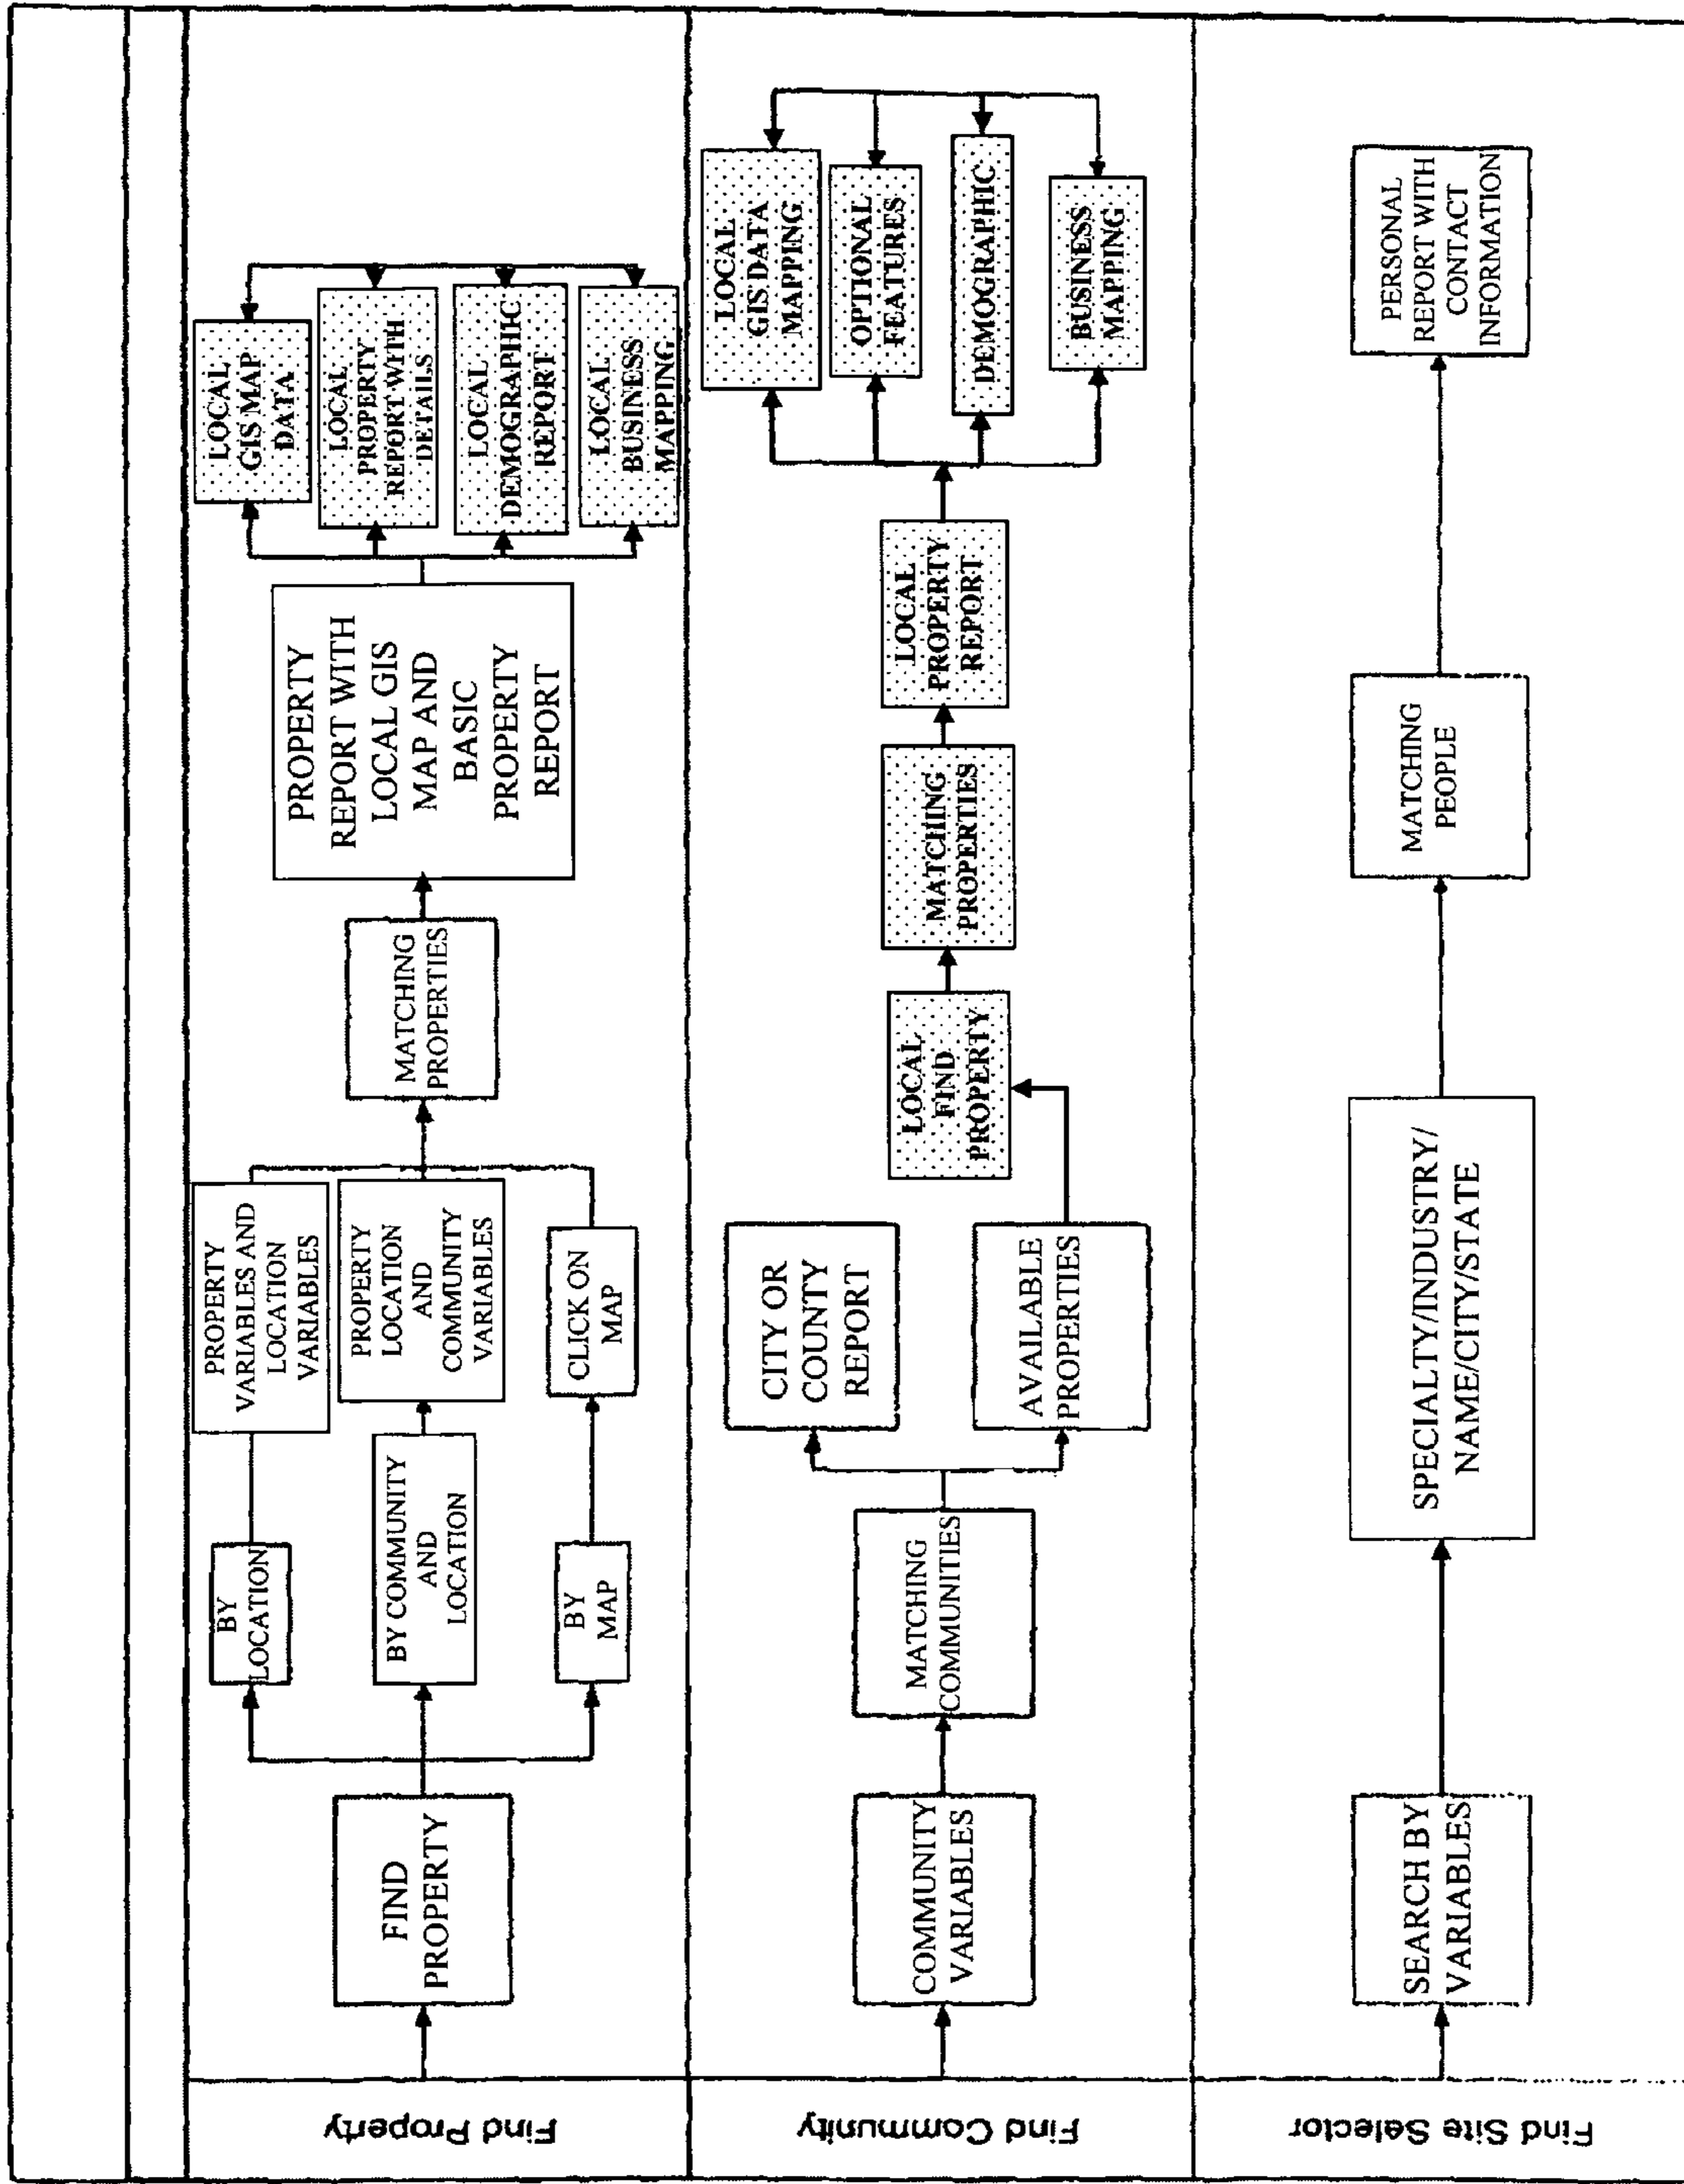 Find Property
FIND
PROPERTY
BY
LOCATION
BY COMMUNITY
AND
LOCATION
BY
MAP
PROPERTY
VARIABLES AND
LOCATION
VARIABLES
PROPERTY
LOCATION
AND
COMMUNITY
VARIABLES
CLICK ON
MAP
MATCHING
PROPERTIES
PROPERTY
REPORT WITH
LOCAL GIS
MAP AND
BASIC
PROPERTY
REPORT
LOCAL
GIS MAP
DATA
LOCAL
PROPERTY
REPORT WITH
DETAILS
LOCAL
DEMOGRAPHIC
REPORT
LOCAL
BUSINESS
MAPPING
Find Community
COMMUNITY
VARIABLES
MATCHING
COMMUNITIES
CITY OR
COUNTY
REPORT
AVAILABLE
PROPERTIES
LOCAL
FIND
PROPERTY
MATCHING
PROPERTIES
LOCAL
PROPERTY
REPORT
LOCAL
GIS DATA
MAPPING
OPTIONAL
FEATURES
DEMOGRAPHIC
BUSINESS
MAPPING
Find Site Selector
SEARCH BY
VARIABLES
SPECIALTY/INDUSTRY/
NAME/CITY/STATE
MATCHING
PEOPLE
PERSONAL
REPORT WITH
CONTACT
INFORMATION